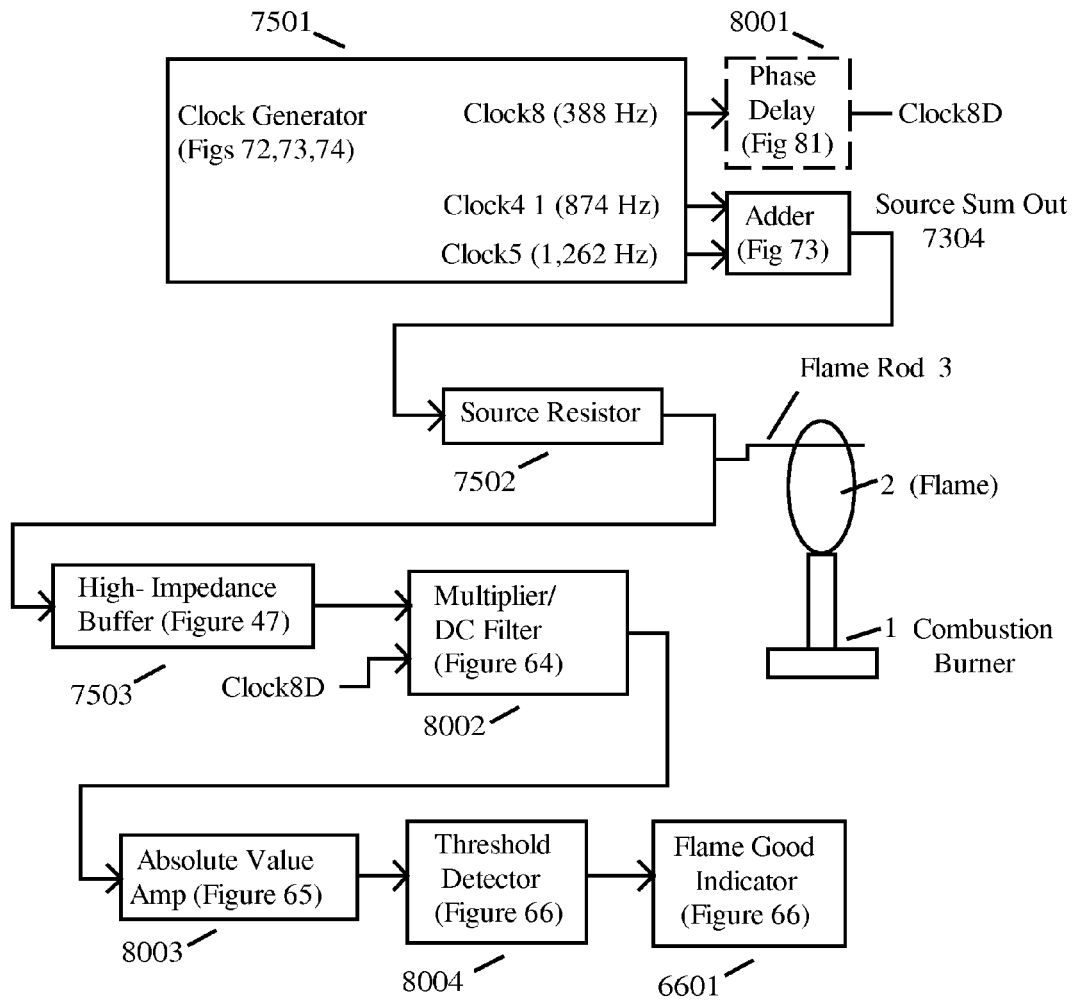 7501
8001
Clock Generator
(Figs 72,73,74)
Clock8 (388 Hz)
Phase
Delay
(Fig 81)
Clock8D
Clock4 1 (874 Hz)
Clock5 (1,262 Hz)
Adder
(Fig 73)
Source Sum Out
7304
Source Resistor
7502
Flame Rod 3
2 (Flame)
1 Combustion
Burner
High- Impedance
Buffer (Figure 47)
7503
Clock8D
Multiplier/
DC Filter
(Figure 64)
8002
Absolute Value
Amp (Figure 65)
8003
Threshold
Detector
(Figure 66)
8004
Flame Good
Indicator
(Figure 66)
6601